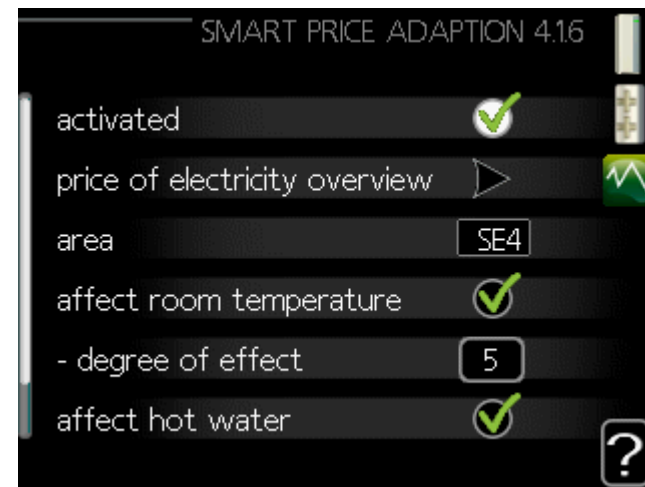 SMART PRICE ADAPTION 4.1.6
activated
price of electricity overview
area SE4
affect room temperature
- degree of effect 5
affect hot water
?